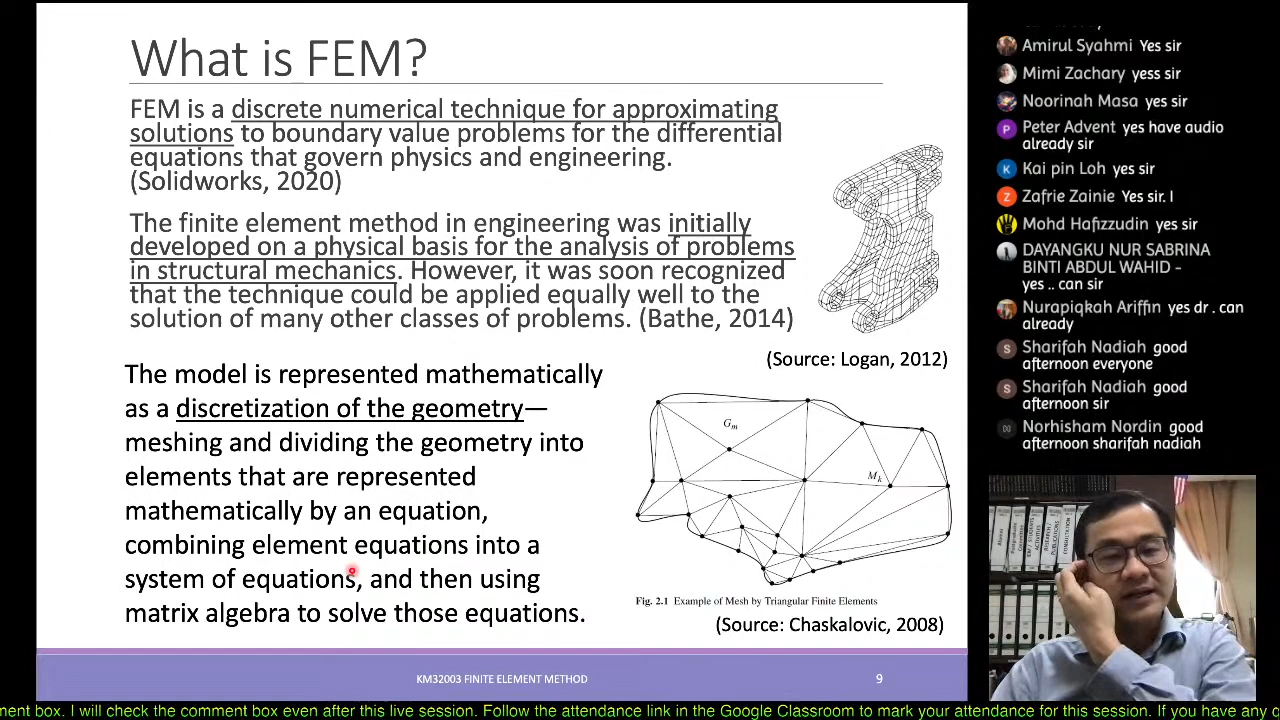 What is FEM?
FEM is a discrete numerical technique for approximating
solutions to boundary value problems for the differential
equations that govern physics and engineering.
(Solidworks, 2020)
The finite element method in engineering was initially
developed on a physical basis for the analysis of problems
in structural mechanics. However, it was soon recognized
that the technique could be applied equally well to the
solution of many other classes of problems. (Bathe, 2014)
(Source: Logan, 2012)
The model is represented mathematically
as a discretization of the geometry—
meshing and dividing the geometry into
elements that are represented
mathematically by an equation,
combining element equations into a
system of equations, and then using
matrix algebra to solve those equations.
Gm
Mk
Fig. 2.1 Example of Mesh by Triangular Finite Elements
(Source: Chaskalovic, 2008)
KM32003 FINITE ELEMENT METHOD
9
Amirul Syahmi Yes sir
Mimi Zachary yess sir
Noorinah Masa yes sir
P Peter Advent yes have audio
already sir
K Kai pin Loh yes sir
Z Zafrie Zainie Yes sir. I
Mohd Hafizzudin yes sir
DAYANGKU NUR SABRINA
BINTI ABDUL WAHID -
yes .. can sir
Nurapiqkah Ariffin yes dr . can
already
S Sharifah Nadiah good
afternoon everyone
S Sharifah Nadiah good
afternoon sir
N Norhisham Nordin good
afternoon sharifah nadiah
ment box. I will check the comment box even after this live session. Follow the attendance link in the Google Classroom to mark your attendance for this session. If you have any